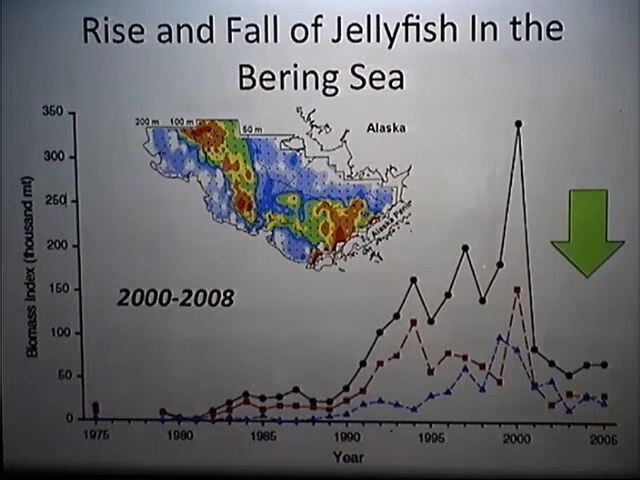 Rise and Fall of Jellyfish In the
Bering Sea
350
300
250
200
150
100
50
0
Biomass Index (thousand mt)
200 m 100 m 50 m
Alaska
Alaska
2000-2008
1975 1980 1985 1990 1995 2000 2005
Year